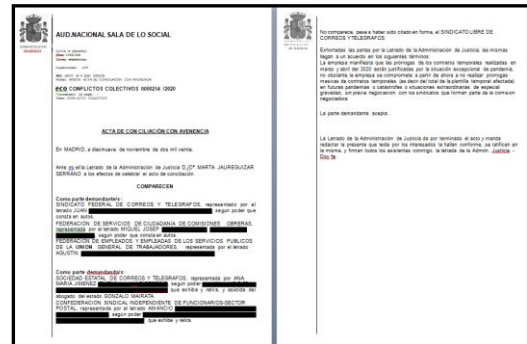 AUD.NACIONAL SALA DE LO SOCIAL
CONFLICTOS COLECTIVOS 0000214 /2020
ACTA DE CONCILIACIÓN CON AVENENCIA
En MADRID, a diecinueve de noviembre de dos mil veinte.
Ante mí el/la Letrado de la Administración de Justicia D./Dª MARTA JAUREGUIZAR
SERRANO a los efectos de celebrar el acto de conciliación.
COMPARECEN
Como parte demandante/s:
SINDICATO FEDERAL DE CORREOS Y TELEGRAFOS, representado por el
letrado JUAN , según poder que
consta en autos.
FEDERACIÓN DE SERVICIOS DE CIUDADANIA DE COMISIONES OBRERAS,
representada por el letrado MIQUEL JOSEP
, según poder que consta en autos.
FEDERACIÓN DE EMPLEADOS Y EMPLEADAS DE LOS SERVICIOS PUBLICOS
DE LA UNION GENERAL DE TRABAJADORES, representada por el letrado
AGUSTIN
Como parte demandada/s:
SOCIEDAD ESTATAL DE CORREOS Y TELÉGRAFOS, representada por ANA
MARIA JIMENEZ , según poder
que exhibe y retira, y asistida del
abogado del estado GONZALO MAIRATA.
CONFEDERACION SINDICAL INDEPENDIENTE DE FUNCIONARIOS-SECTOR
POSTAL, representada por el letrado AMANCIO
, según poder
que exhibe y retira.
No comparece, pese a haber sido citado en forma, el SINDICATO LIBRE DE
CORREOS Y TELEGRAFOS.
Exhortadas las partes por el Letrado de la Administración de Justicia, las mismas
llegan a un acuerdo en los siguientes términos:
La empresa manifiesta que las prórrogas de los contratos temporales realizadas en
marzo y abril del 2020 están justificadas por la situación excepcional de pandemia,
no obstante la empresa se compromete a partir de ahora a no realizar prórrogas
masivas de contratos temporales (es decir del total de la plantilla temporal afectada)
en futuras pandemias o catástrofes o situaciones extraordinarias de especial
gravedad, sin previa negociación con los sindicatos que forman parte de la comisión
negociadora.
La parte demandante acepta.
La Letrado de la Administración de Justicia da por terminado el acto y manda
redactar la presente que leída por los interesados la hallan conforme, se ratifican en
la misma, y firman todos los asistentes conmigo, la letrada de la Admón. Justicia.-
Doy fe